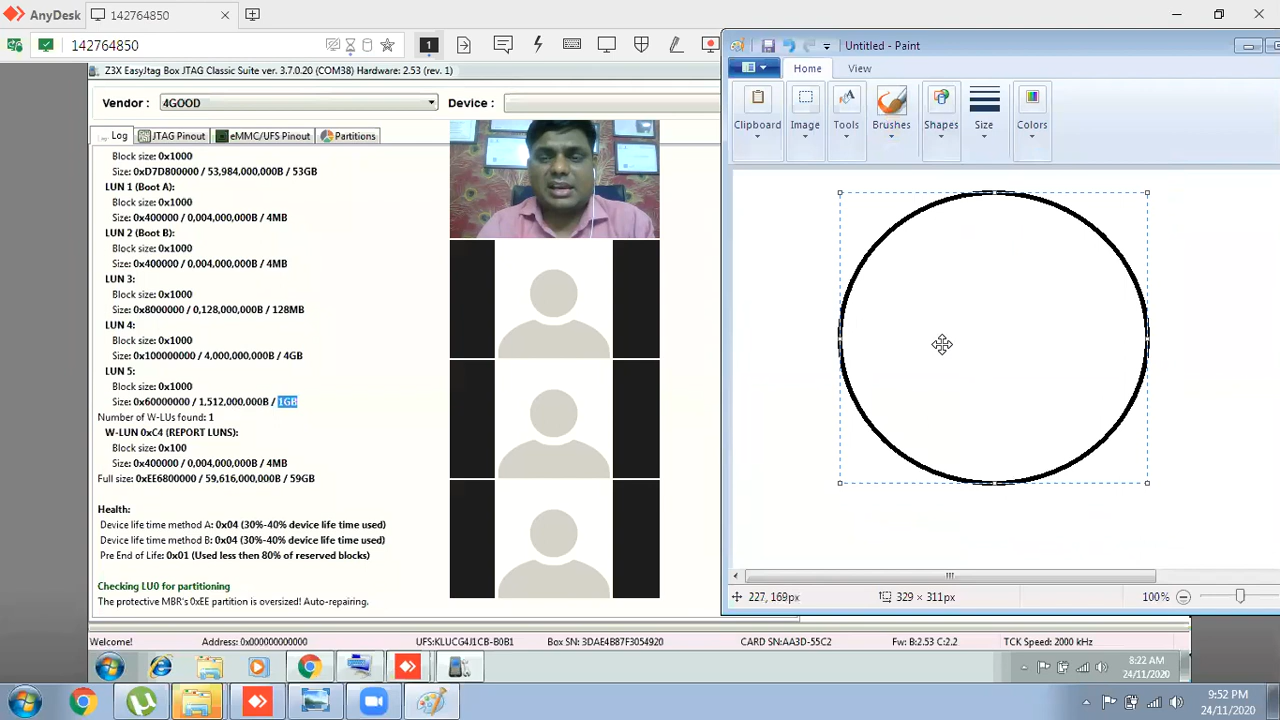 AnyDesk
142764850
142764850
1
Z3X EasyJtag Box JTAG Classic Suite ver. 3.7.0.20 (COM38) Hardware: 2.53 (rev. 1)
Vendor : 4GOOD Device :
Log JTAG Pinout eMMC/UFS Pinout Partitions
Block size: 0x1000
Size: 0xD7D800000 / 53,984,000,000B / 53GB
LUN 1 (Boot A):
Block size: 0x1000
Size: 0x400000 / 0,004,000,000B / 4MB
LUN 2 (Boot B):
Block size: 0x1000
Size: 0x400000 / 0,004,000,000B / 4MB
LUN 3:
Block size: 0x1000
Size: 0x8000000 / 0,128,000,000B / 128MB
LUN 4:
Block size: 0x1000
Size: 0x100000000 / 4,000,000,000B / 4GB
LUN 5:
Block size: 0x1000
Size: 0x60000000 / 1,512,000,000B / 1GB
Number of W-LUs found: 1
W-LUN 0xC4 (REPORT LUNS):
Block size: 0x100
Size: 0x400000 / 0,004,000,000B / 4MB
Full size: 0xEE6800000 / 59,616,000,000B / 59GB
Health:
Device life time method A: 0x04 (30%-40% device life time used)
Device life time method B: 0x04 (30%-40% device life time used)
Pre End of Life: 0x01 (Used less then 80% of reserved blocks)
Checking LU0 for partitioning
The protective MBR's 0xEE partition is oversized! Auto-repairing.
Welcome! Address: 0x000000000000 UFS:KLUCG4J1CB-B0B1 Box SN: 3DAE4B87F3054920 CARD SN:AA3D-55C2 Fw: B:2.53 C:2.2 TCK Speed: 2000 kHz
8:22 AM
24/11/2020
Untitled - Paint
Home View
Clipboard Image Tools Brushes Shapes Size Colors
227, 169px 329 × 311px 100%
9:52 PM
24/11/2020